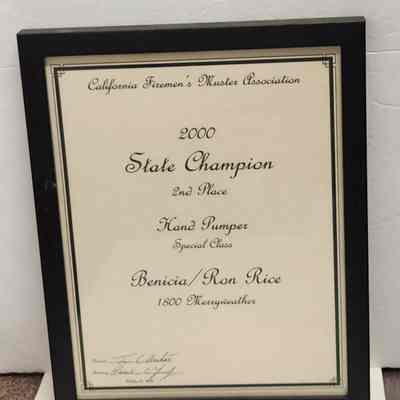 California Firemen's Muster Association
2000
State Champion
2nd Place
Hand Pumper
Special Class
Benicia/Ron Rice
1800 Merryweather